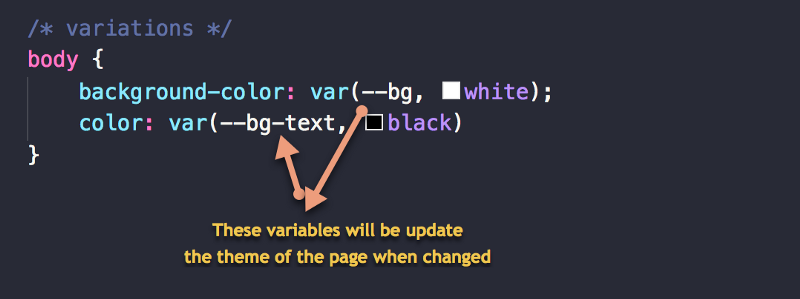 /* variations */
body {
    background-color: var(--bg, white);
    color: var(--bg-text, black)
}
These variables will be update
the theme of the page when changed